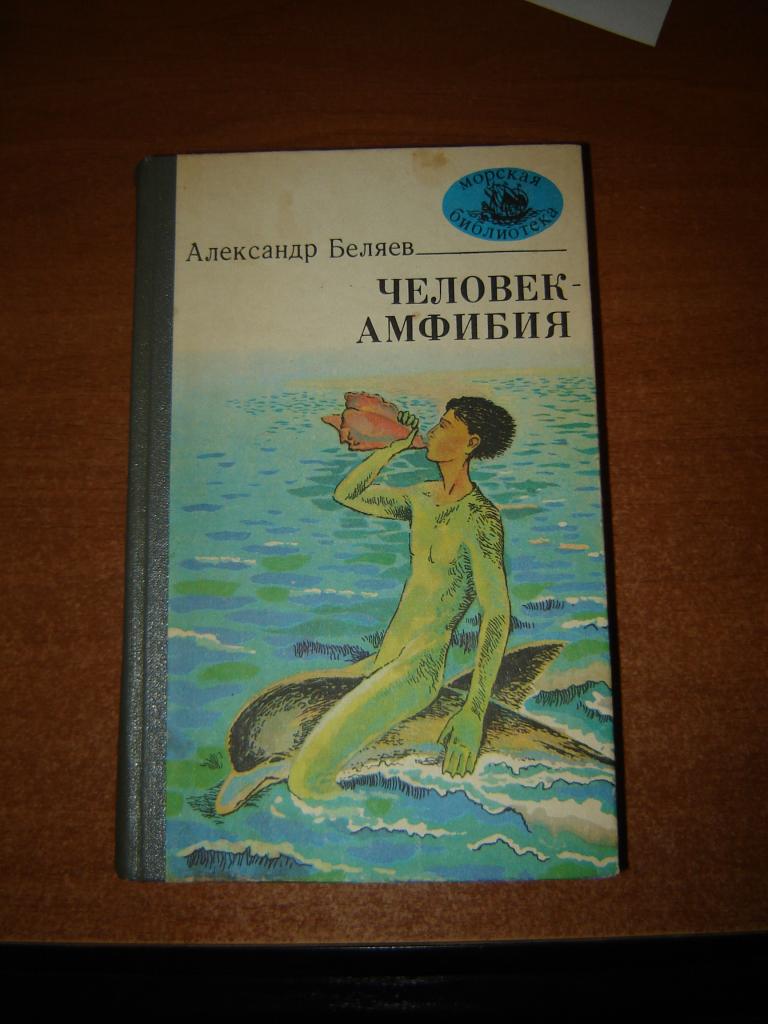 морская
библиотека
Александр Беляев
ЧЕЛОВЕК-
АМФИБИЯ